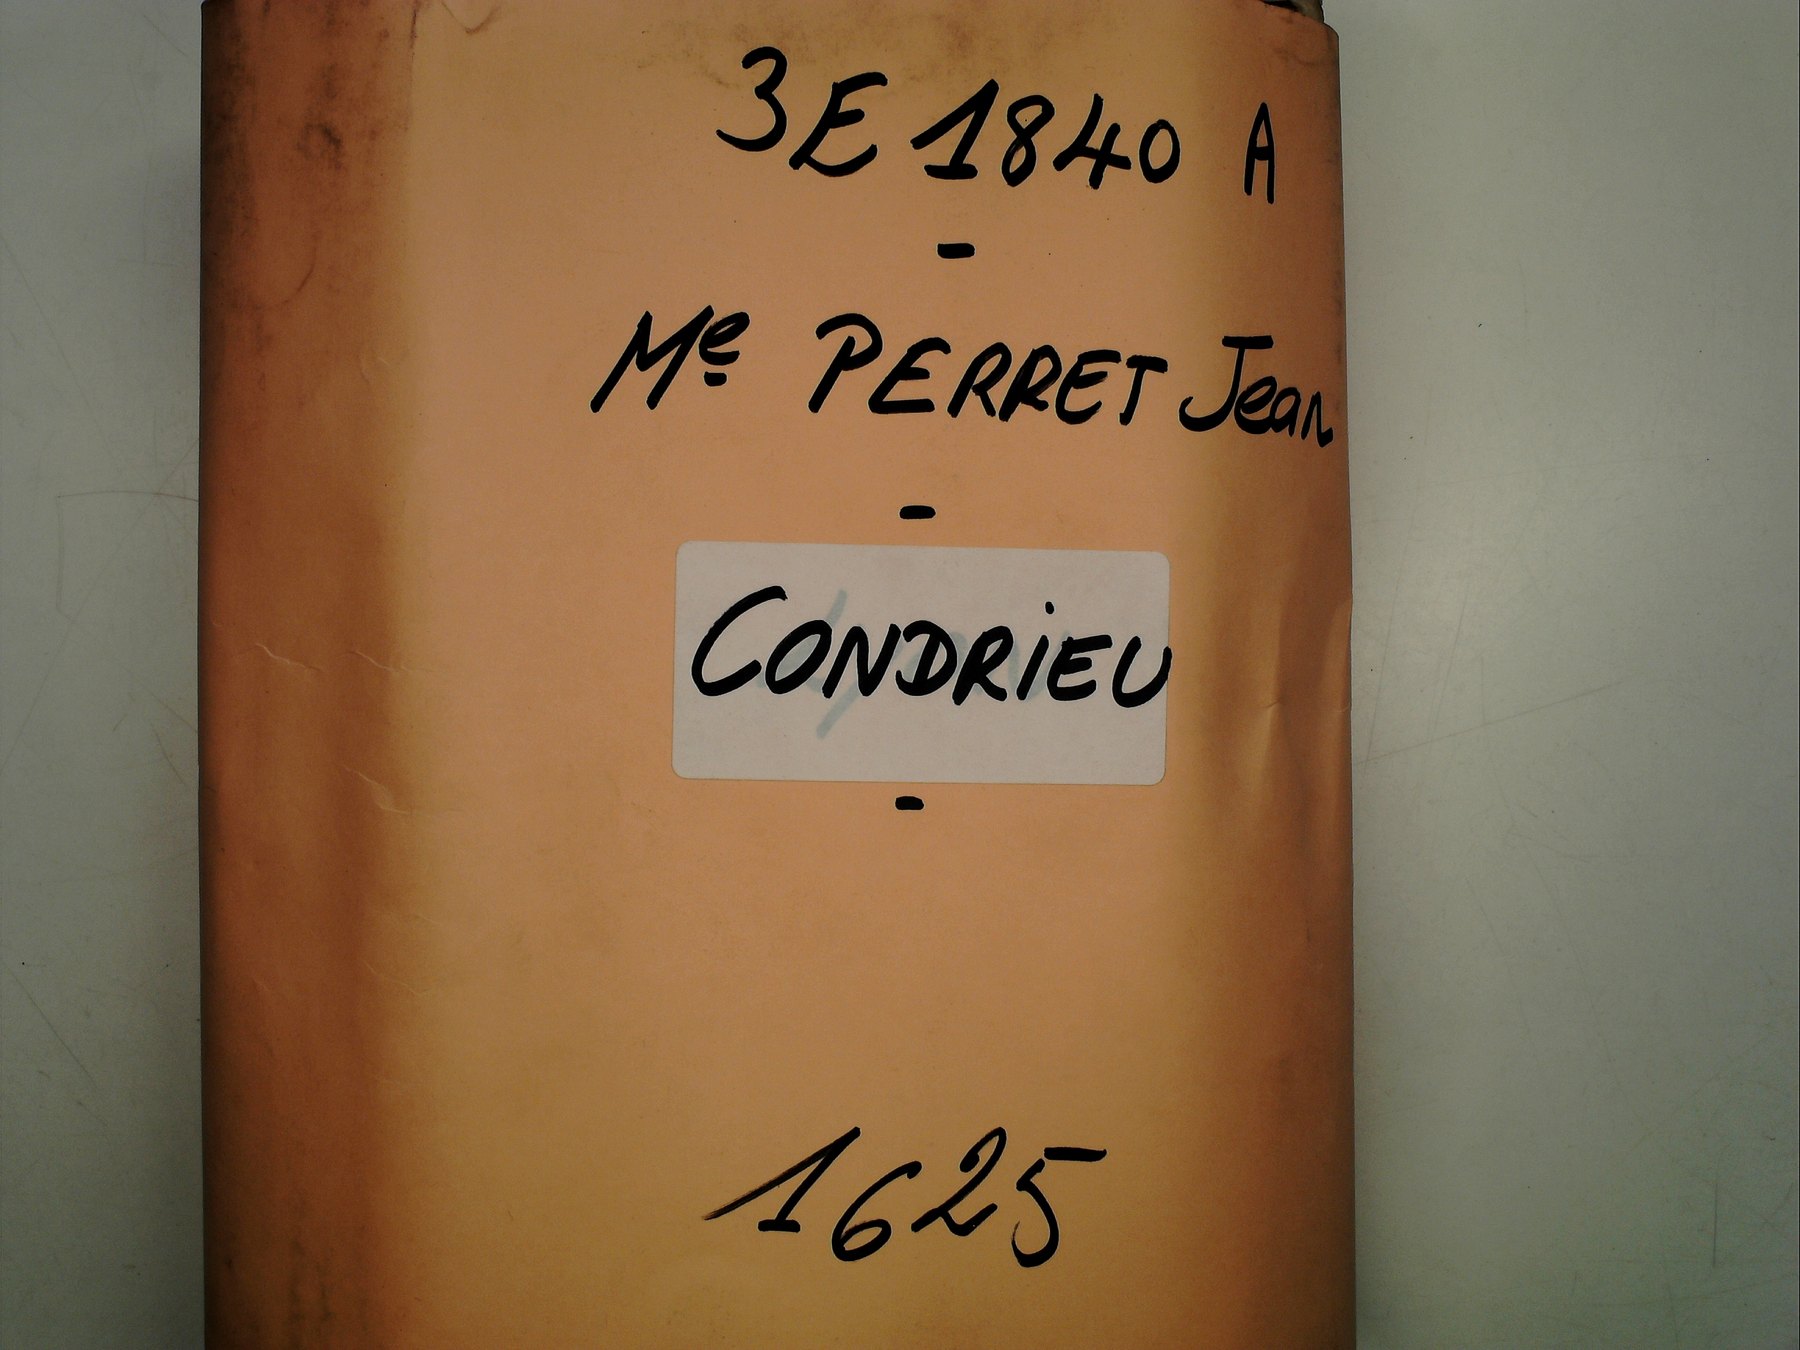 3E 1840 A
-
Me PERRET Jean
-
CONDRIEU
-
1625